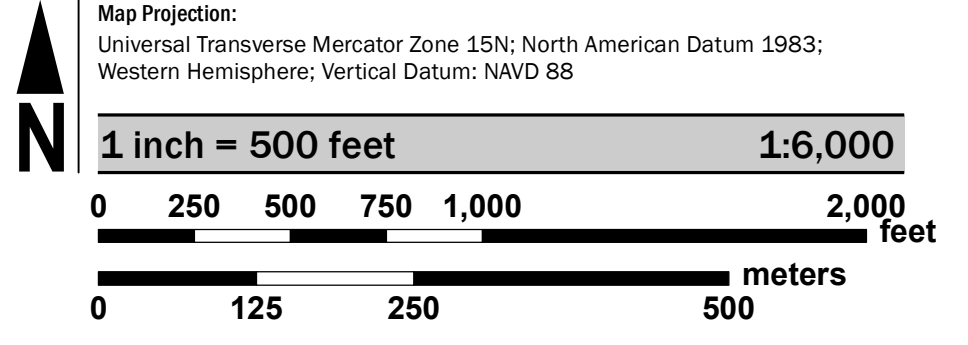 Map Projection:
Universal Transverse Mercator Zone 15N; North American Datum 1983;
Western Hemisphere; Vertical Datum: NAVD 88
N
1 inch = 500 feet 1:6,000
0 250 500 750 1,000 2,000
feet
meters
0 125 250 500